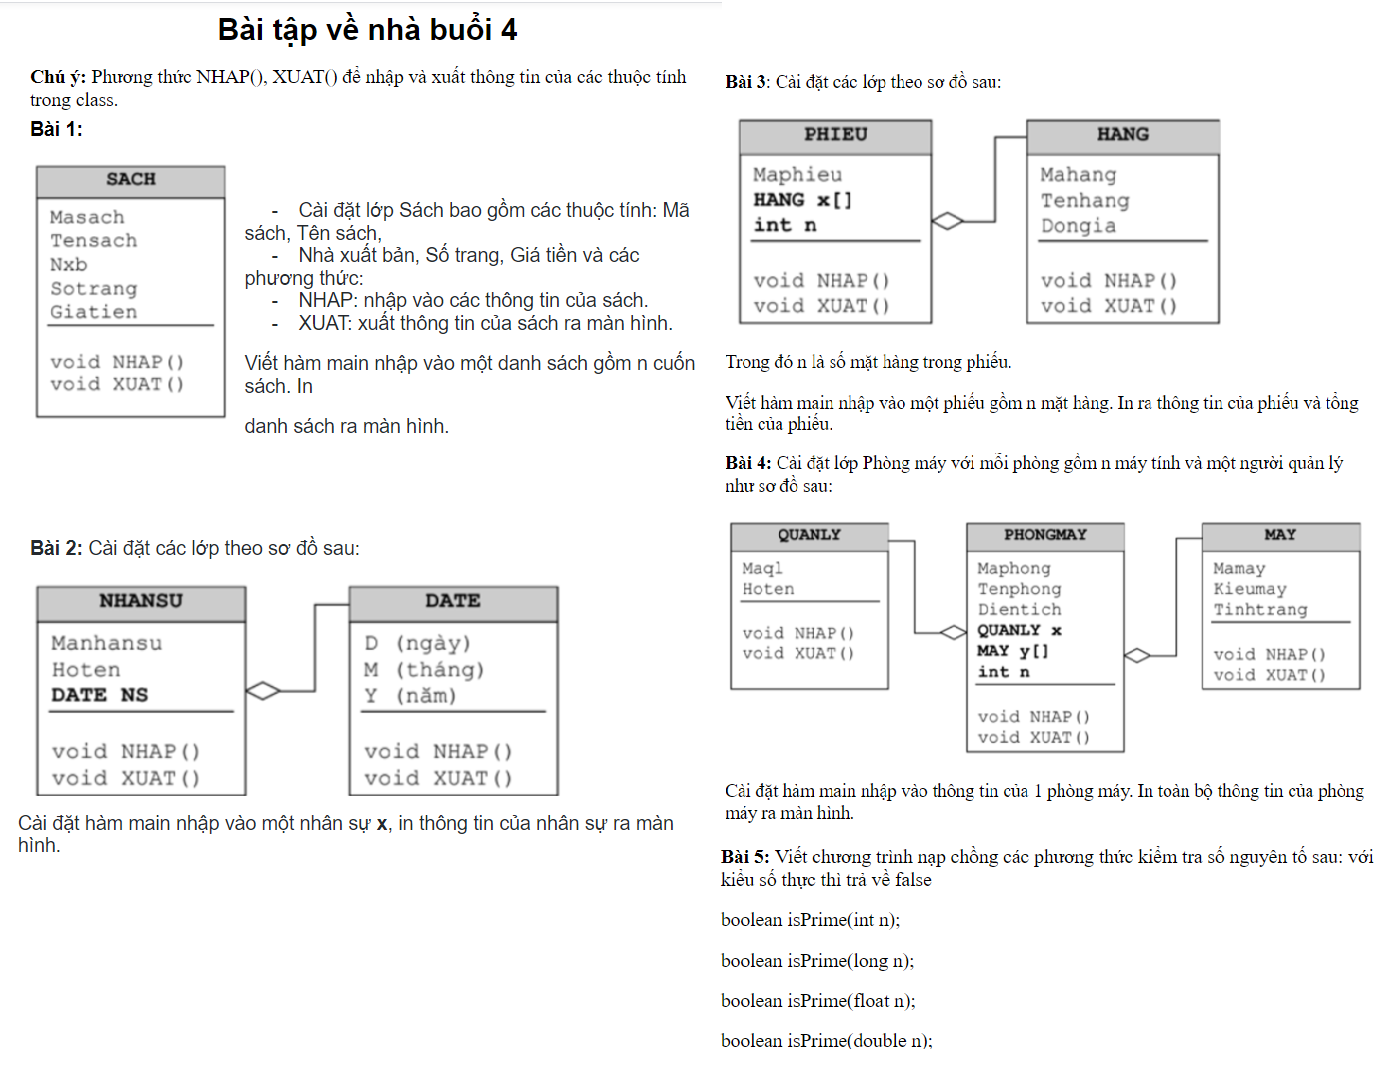 Bài tập về nhà buổi 4
Chú ý: Phương thức NHAP(), XUAT() để nhập và xuất thông tin của các thuộc tính
trong class.
Bài 1:
SACH
Masach
Tensach
Nxb
Sotrang
Giatien
void NHAP()
void XUAT()
- Cài đặt lớp Sách bao gồm các thuộc tính: Mã
sách, Tên sách,
- Nhà xuất bản, Số trang, Giá tiền và các
phương thức:
- NHAP: nhập vào các thông tin của sách.
- XUAT: xuất thông tin của sách ra màn hình.
Viết hàm main nhập vào một danh sách gồm n cuốn
sách. In
danh sách ra màn hình.
Bài 2: Cài đặt các lớp theo sơ đồ sau:
NHANSU
Manhansu
Hoten
DATE NS
void NHAP()
void XUAT()
DATE
D (ngày)
M (tháng)
Y (năm)
void NHAP()
void XUAT()
Cài đặt hàm main nhập vào một nhân sự x, in thông tin của nhân sự ra màn
hình.
Bài 3: Cài đặt các lớp theo sơ đồ sau:
PHIEU
Maphieu
HANG x[]
int n
void NHAP()
void XUAT()
HANG
Mahang
Tenhang
Dongia
void NHAP()
void XUAT()
Trong đó n là số mặt hàng trong phiếu.
Viết hàm main nhập vào một phiếu gồm n mặt hàng. In ra thông tin của phiếu và tổng
tiền của phiếu.
Bài 4: Cài đặt lớp Phòng máy với mỗi phòng gồm n máy tính và một người quản lý
như sơ đồ sau:
QUANLY
Maql
Hoten
void NHAP()
void XUAT()
PHONGMAY
Maphong
Tenphong
Dientich
QUANLY x
MAY y[]
int n
void NHAP()
void XUAT()
MAY
Mamay
Kieumay
Tinhtrang
void NHAP()
void XUAT()
Cài đặt hàm main nhập vào thông tin của 1 phòng máy. In toàn bộ thông tin của phòng
máy ra màn hình.
Bài 5: Viết chương trình nạp chồng các phương thức kiểm tra số nguyên tố sau: với
kiểu số thực thì trả về false
boolean isPrime(int n);
boolean isPrime(long n);
boolean isPrime(float n);
boolean isPrime(double n);